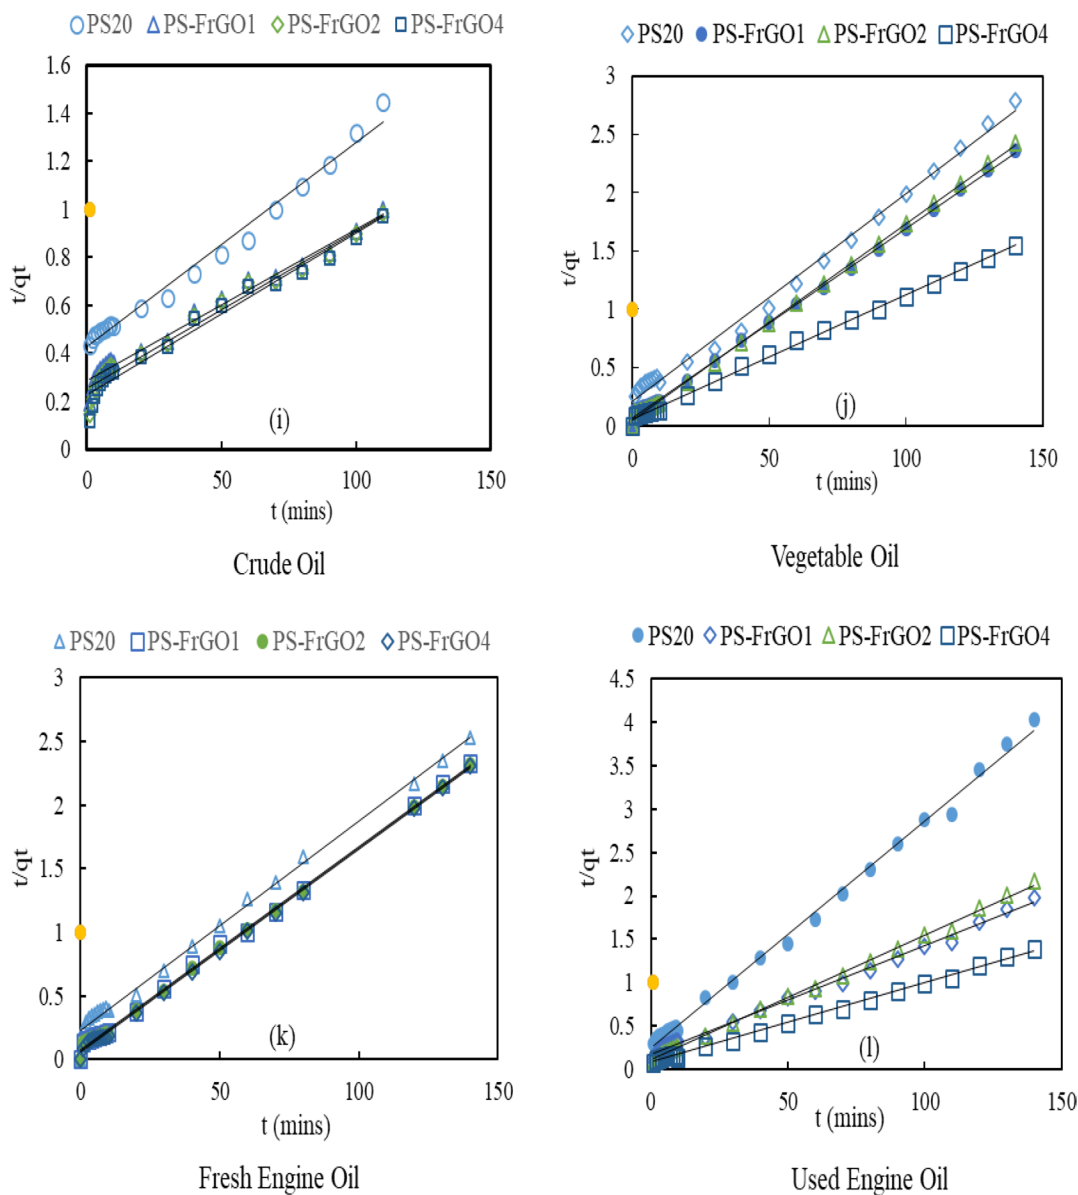 PS20 PS-FrGO1 PS-FrGO2 PS-FrGO4
1.6
1.4
1.2
1
0.8
0.6
0.4
0.2
0
t/qt
(i)
0 50 100 150
t (mins)
Crude Oil
PS20 PS-FrGO1 PS-FrGO2 PS-FrGO4
3
2.5
2
1.5
1
0.5
0
t/qt
(j)
0 50 100 150
t (mins)
Vegetable Oil
PS20 PS-FrGO1 PS-FrGO2 PS-FrGO4
3
2.5
2
1.5
1
0.5
0
t/qt
(k)
0 50 100 150
t (mins)
Fresh Engine Oil
PS20 PS-FrGO1 PS-FrGO2 PS-FrGO4
4.5
4
3.5
3
2.5
2
1.5
1
0.5
0
t/qt
(l)
0 50 100 150
t (mins)
Used Engine Oil